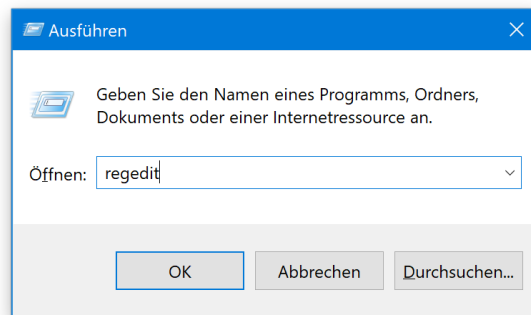 Ausführen
Geben Sie den Namen eines Programms, Ordners,
Dokuments oder einer Internetressource an.
Öffnen: regedit
OK Abbrechen Durchsuchen...